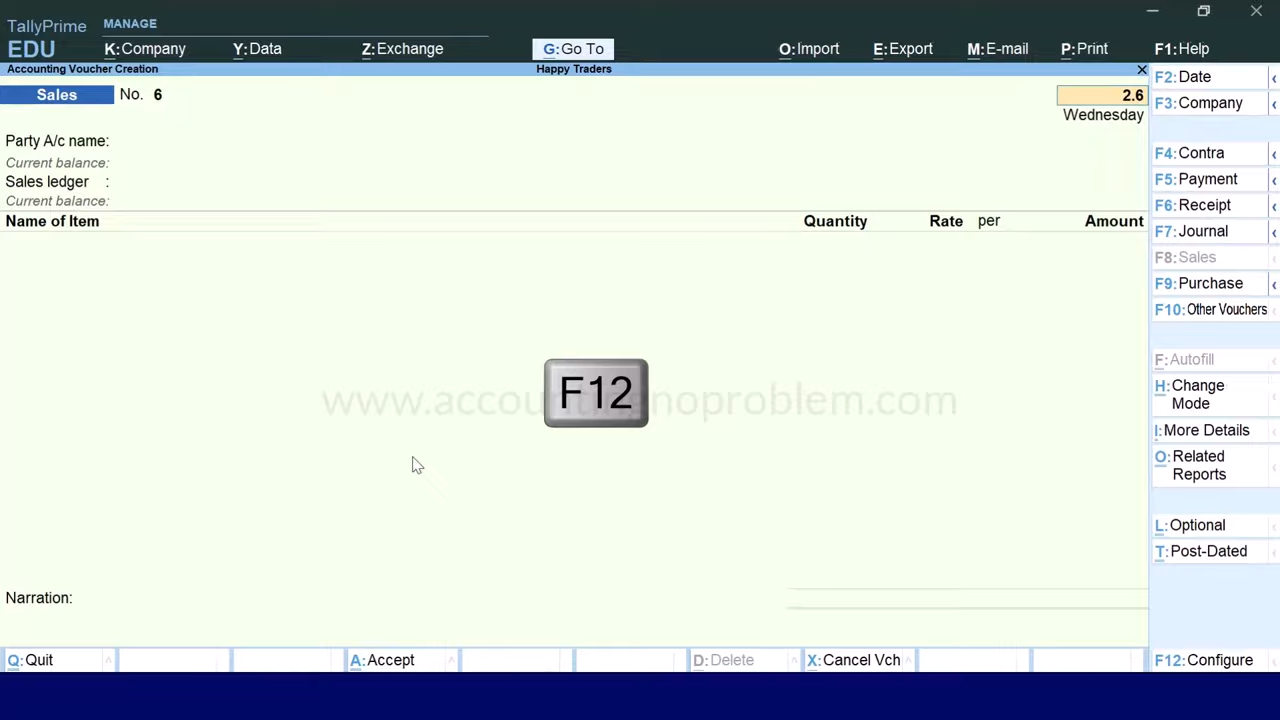 TallyPrime MANAGE
EDU K:Company Y:Data Z:Exchange G:Go To O:Import E:Export M:E-mail P:Print F1:Help
Accounting Voucher Creation Happy Traders
Sales No. 6 2.6
Wednesday
Party A/c name:
Current balance:
Sales ledger :
Current balance:
Name of Item Quantity Rate per Amount
F12
Narration:
Q:Quit A:Accept D:Delete X:Cancel Vch F12:Configure
F2:Date
F3:Company
F4:Contra
F5:Payment
F6:Receipt
F7:Journal
F8:Sales
F9:Purchase
F10:Other Vouchers
F:Autofill
H:Change
Mode
I:More Details
O:Related
Reports
L:Optional
T:Post-Dated